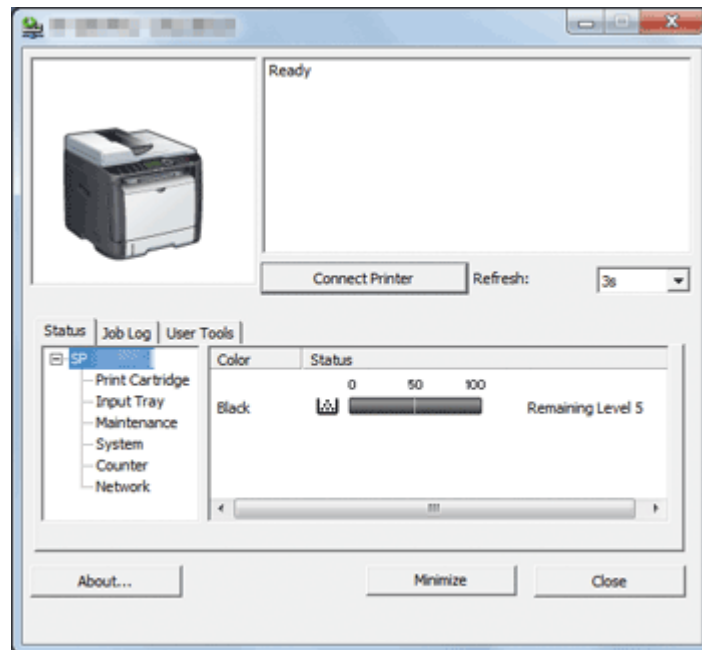 Ready
Connect Printer
Refresh:
3s
Status
Job Log
User Tools
SP
Print Cartridge
Input Tray
Maintenance
System
Counter
Network
Color
Status
0 50 100
Black
Remaining Level 5
About...
Minimize
Close